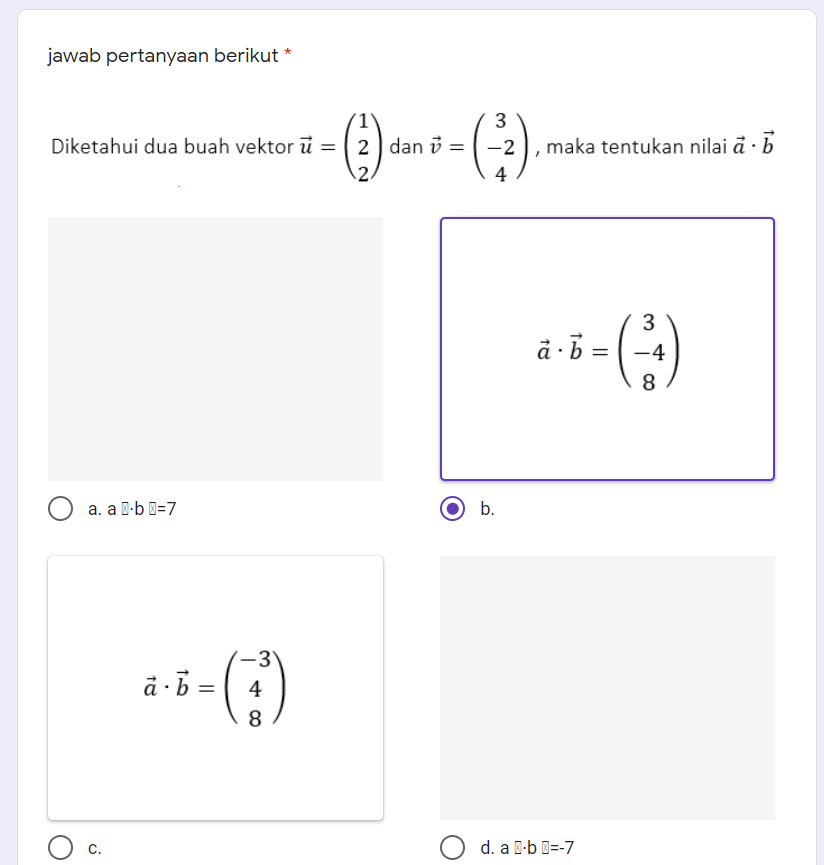 jawab pertanyaan berikut *
Diketahui dua buah vektor u⃗ = (1 2 2) dan v⃗ = (3 −2 4) , maka tentukan nilai a⃗ · b⃗
a⃗ · b⃗ = (3 −4 8)
a. a ▯·b ▯=7
b.
a⃗ · b⃗ = (−3 4 8)
c.
d. a ▯·b ▯=-7